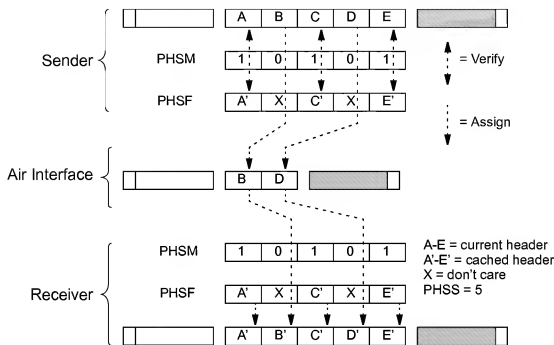 A B C D E
Sender
PHSM 1 0 1 0 1
= Verify
PHSF A' X C' X E'
= Assign
Air Interface
B D
PHSM 1 0 1 0 1
A-E = current header
A'-E' = cached header
X = don't care
PHSS = 5
Receiver
PHSF A' X C' X E'
A' B' C' D' E'